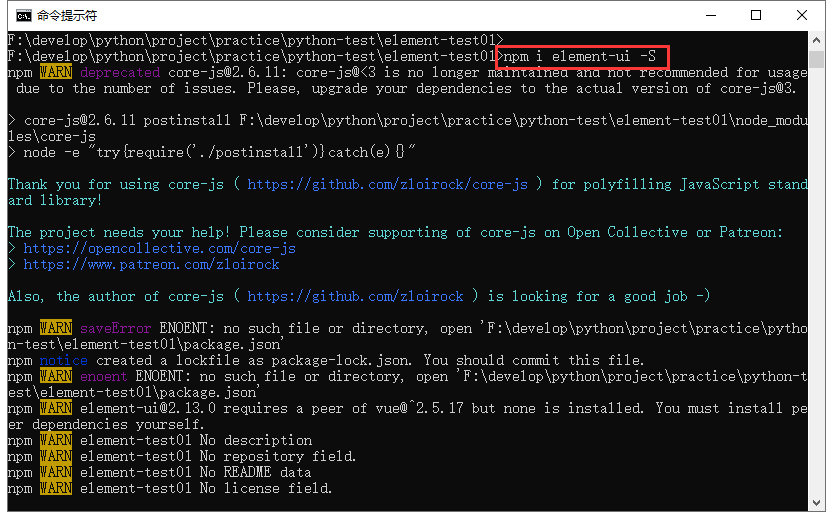 命令提示符
F:\develop\python\project\practice\python-test\element-test01>
F:\develop\python\project\practice\python-test\element-test01>npm i element-ui -S
npm WARN deprecated core-js@2.6.11: core-js@<3 is no longer maintained and not recommended for usage
due to the number of issues. Please, upgrade your dependencies to the actual version of core-js@3.
> core-js@2.6.11 postinstall F:\develop\python\project\practice\python-test\element-test01\node_modu
les\core-js
> node -e "try{require('./postinstall')}catch(e){}"
Thank you for using core-js ( https://github.com/zloirock/core-js ) for polyfilling JavaScript stand
ard library!
The project needs your help! Please consider supporting of core-js on Open Collective or Patreon:
> https://opencollective.com/core-js
> https://www.patreon.com/zloirock
Also, the author of core-js ( https://github.com/zloirock ) is looking for a good job -)
npm WARN saveError ENOENT: no such file or directory, open 'F:\develop\python\project\practice\pytho
n-test\element-test01\package.json'
npm notice created a lockfile as package-lock.json. You should commit this file.
npm WARN enoent ENOENT: no such file or directory, open 'F:\develop\python\project\practice\python-t
est\element-test01\package.json'
npm WARN element-ui@2.13.0 requires a peer of vue@^2.5.17 but none is installed. You must install pe
er dependencies yourself.
npm WARN element-test01 No description
npm WARN element-test01 No repository field.
npm WARN element-test01 No README data
npm WARN element-test01 No license field.